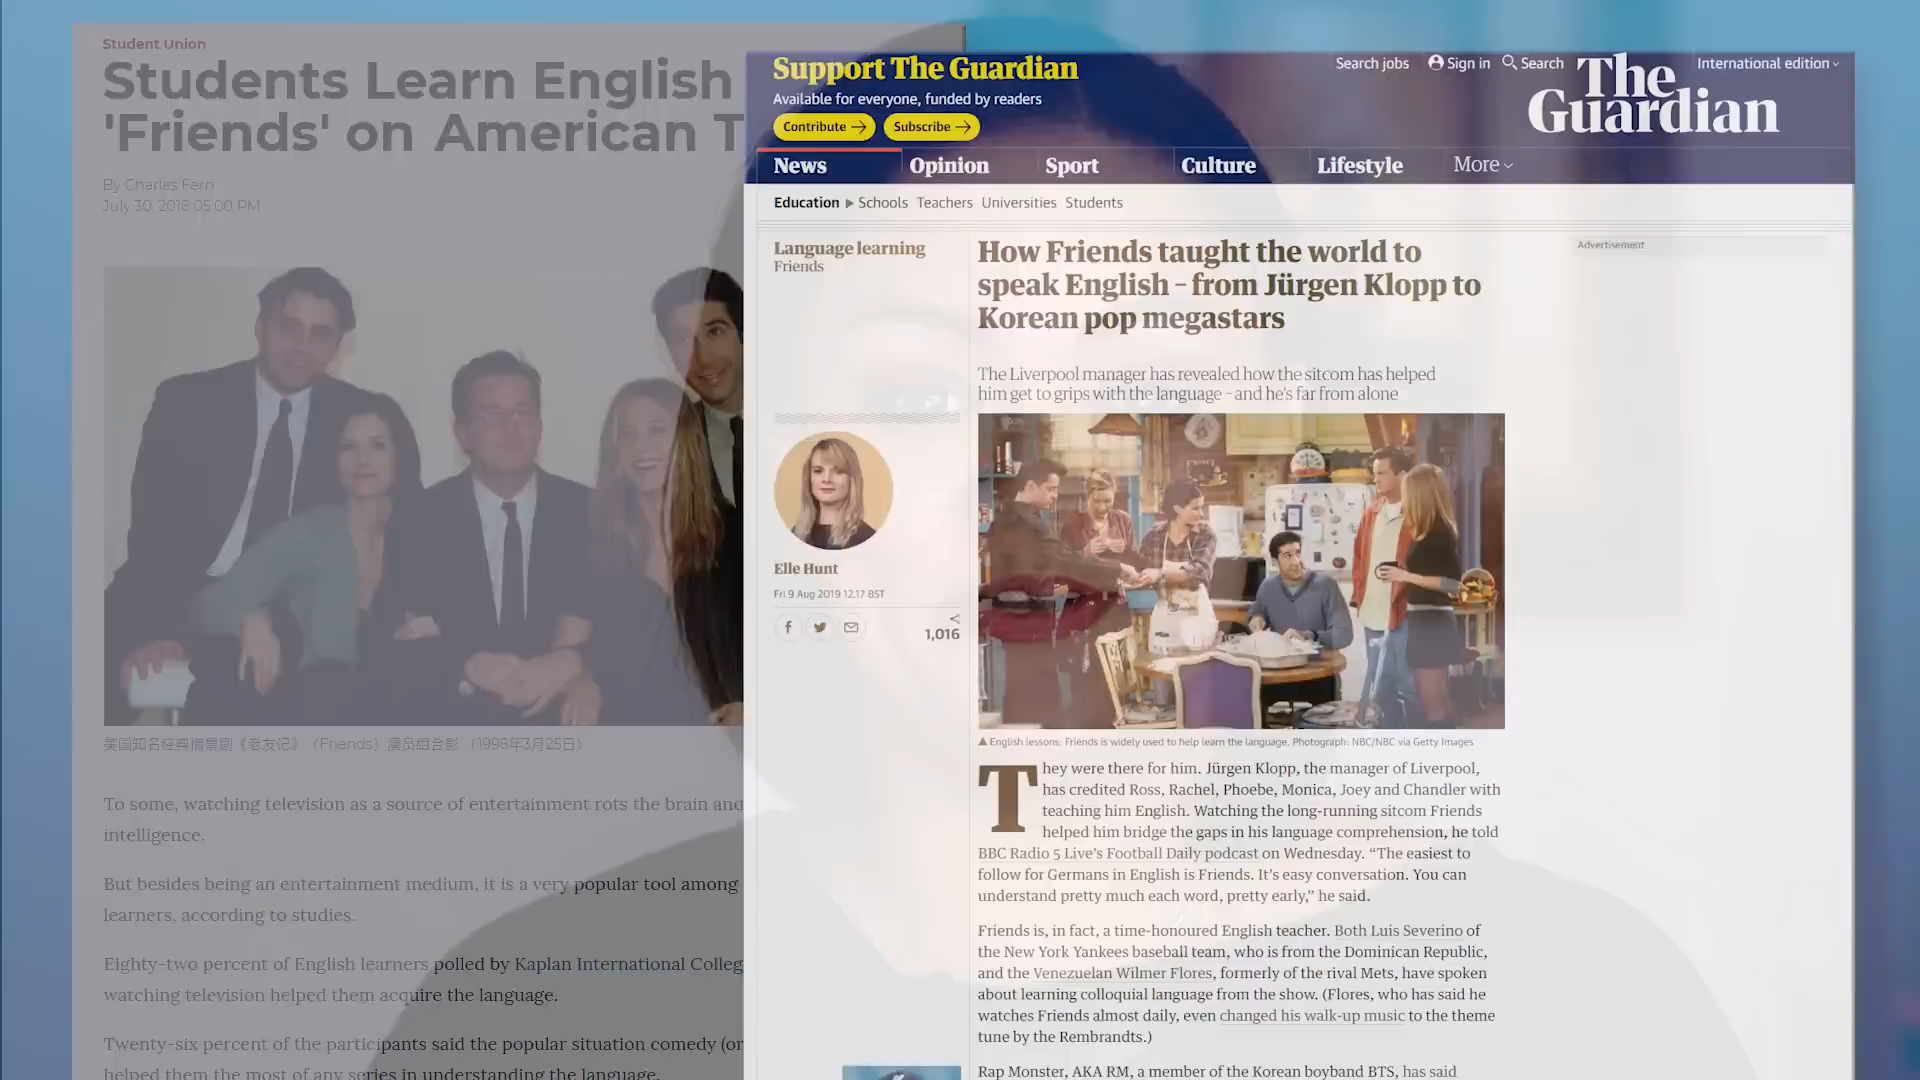 Student Union
Students Learn English
'Friends' on American T
By Charles Fern
July 30, 2018 05:00 PM
美国知名经典情景剧《老友记》（Friends）演员组合影 （1998年3月25日）
To some, watching television as a source of entertainment rots the brain and
intelligence.
But besides being an entertainment medium, it is a very popular tool among
learners, according to studies.
Eighty-two percent of English learners polled by Kaplan International Colleg
watching television helped them acquire the language.
Twenty-six percent of the participants said the popular situation comedy (or
helped them the most of any series in understanding the language.
Support The Guardian
Available for everyone, funded by readers
Contribute →
Subscribe →
Search jobs
Sign in
Search
The
Guardian
International edition
News
Opinion
Sport
Culture
Lifestyle
More
Education
Schools
Teachers
Universities
Students
Language learning
Friends
How Friends taught the world to
speak English – from Jürgen Klopp to
Korean pop megastars
The Liverpool manager has revealed how the sitcom has helped
him get to grips with the language – and he's far from alone
Advertisement
Elle Hunt
Fri 9 Aug 2019 12.17 BST
1,016
English lessons: Friends is widely used to help learn the language. Photograph: NBC/NBC via Getty Images
They were there for him. Jürgen Klopp, the manager of Liverpool,
has credited Ross, Rachel, Phoebe, Monica, Joey and Chandler with
teaching him English. Watching the long-running sitcom Friends
helped him bridge the gaps in his language comprehension, he told
BBC Radio 5 Live's Football Daily podcast on Wednesday. “The easiest to
follow for Germans in English is Friends. It's easy conversation. You can
understand pretty much each word, pretty early,” he said.
Friends is, in fact, a time-honoured English teacher. Both Luis Severino of
the New York Yankees baseball team, who is from the Dominican Republic,
and the Venezuelan Wilmer Flores, formerly of the rival Mets, have spoken
about learning colloquial language from the show. (Flores, who has said he
watches Friends almost daily, even changed his walk-up music to the theme
tune by the Rembrandts.)
Rap Monster, AKA RM, a member of the Korean boyband BTS, has said